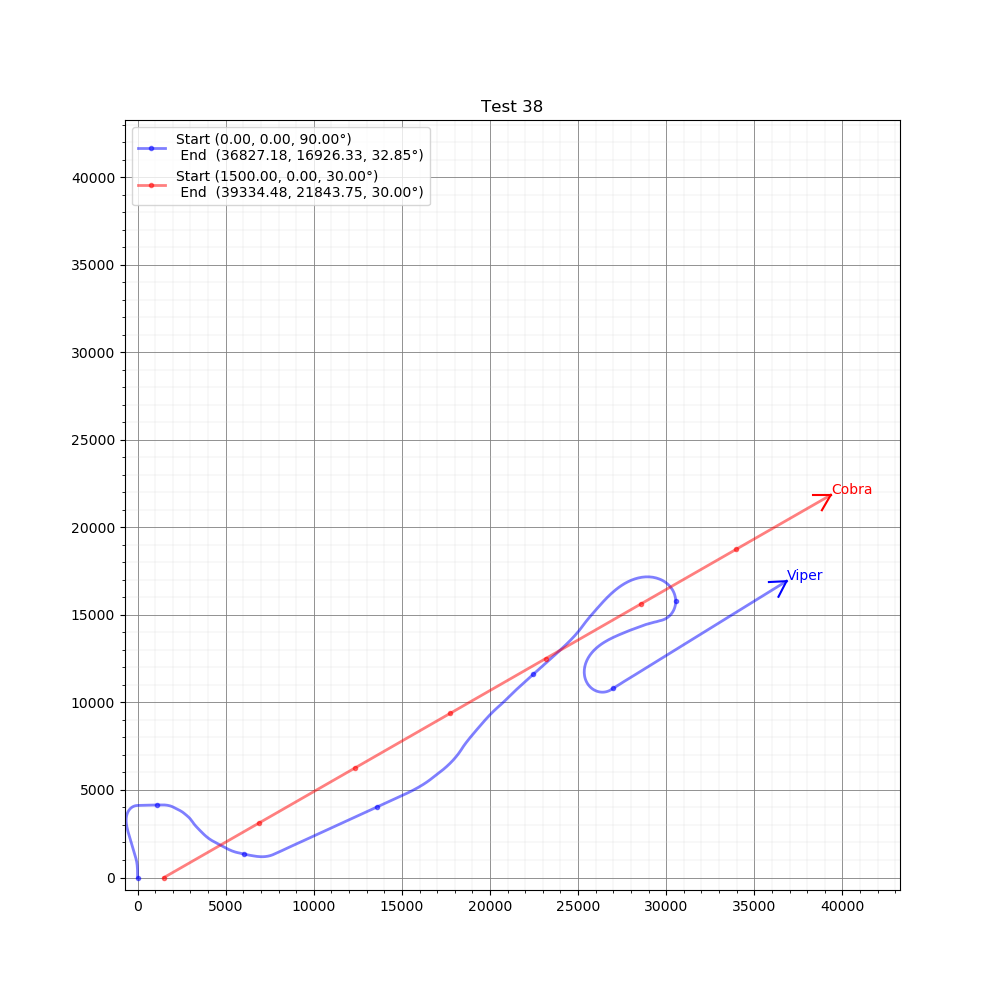 Test 38
Start (0.00, 0.00, 90.00°)
End (36827.18, 16926.33, 32.85°)
Start (1500.00, 0.00, 30.00°)
End (39334.48, 21843.75, 30.00°)
40000
35000
30000
25000
20000
15000
10000
5000
0
Cobra
Viper
0 5000 10000 15000 20000 25000 30000 35000 40000